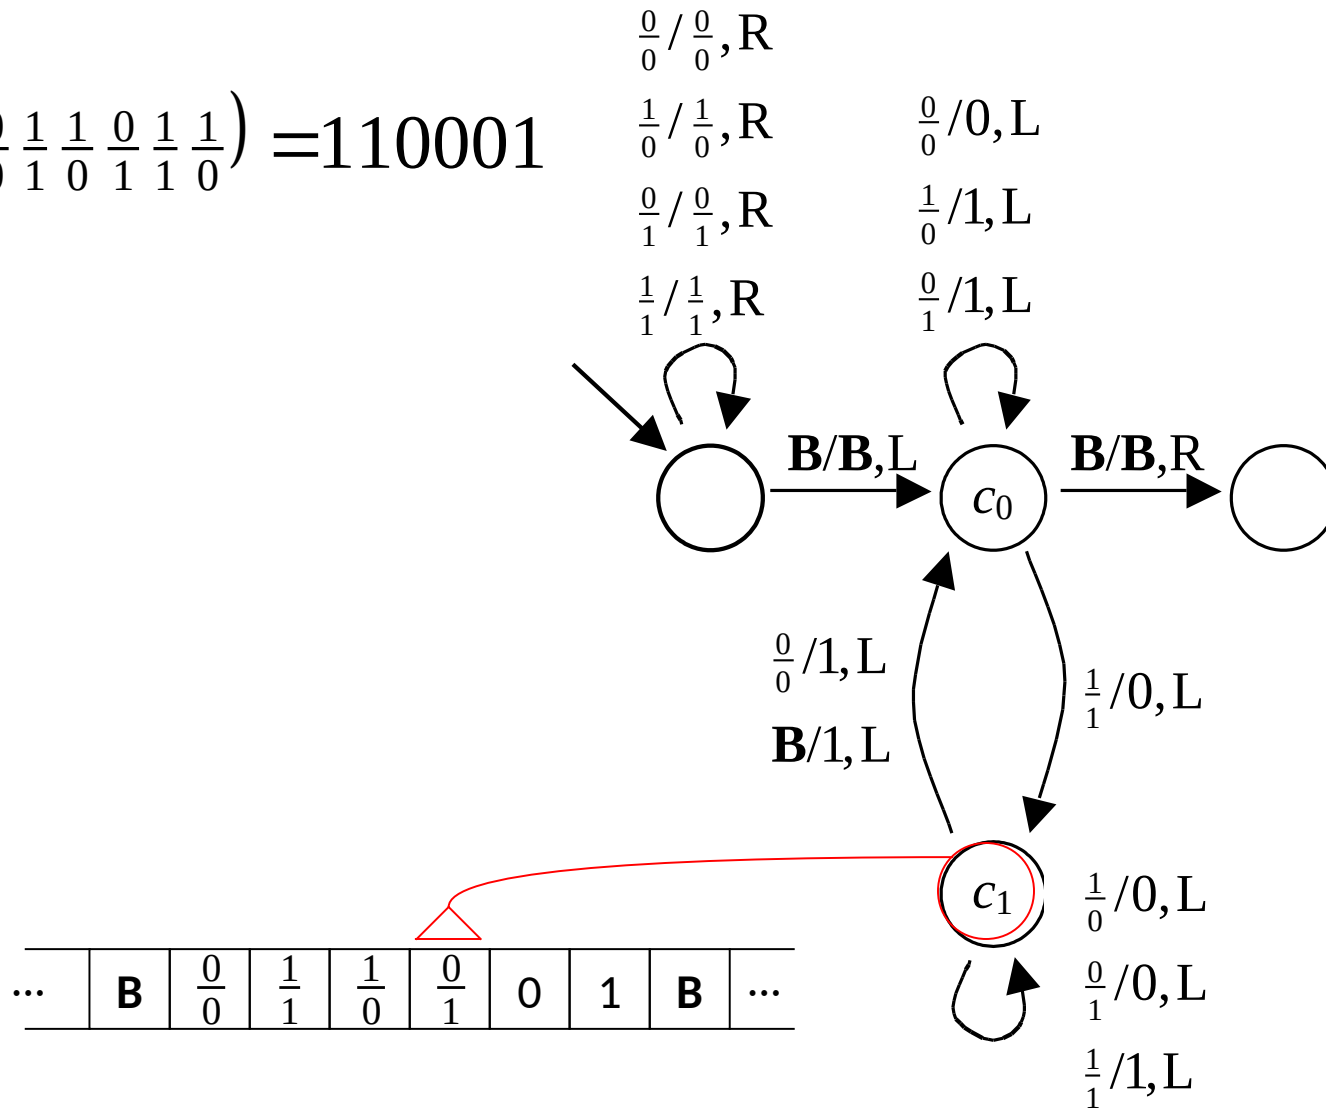 0/0 1/1 1/0 0/1 1/1 1/0) =110001
0/0 / 0/0, R
1/0 / 1/0, R
0/1 / 0/1, R
1/1 / 1/1, R
0/0 /0, L
1/0 /1, L
0/1 /1, L
B/B, L
c0
B/B, R
0/0 /1, L
B/1, L
1/1 /0, L
c1
1/0 /0, L
0/1 /0, L
1/1 /1, L
... B 0/0 1/1 1/0 0/1 0 1 B ...